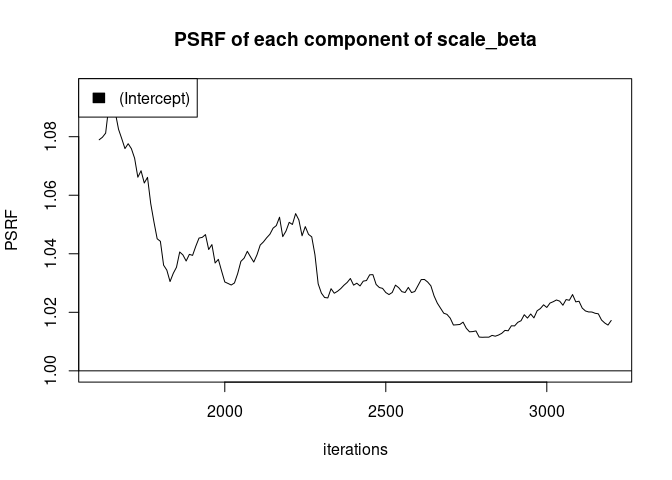 PSRF of each component of scale_beta
(Intercept)
PSRF
1.08
1.06
1.04
1.02
1.00
2000 2500 3000
iterations